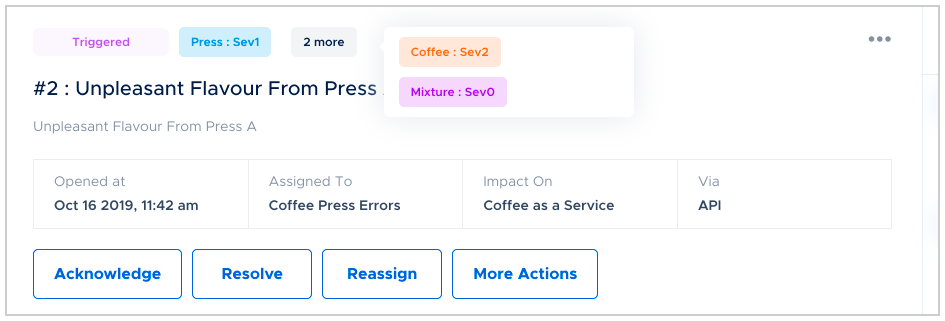 Triggered
Press : Sev1
2 more
Coffee : Sev2
Mixture : Sev0
#2 : Unpleasant Flavour From Press
Unpleasant Flavour From Press A
Opened at
Oct 16 2019, 11:42 am
Assigned To
Coffee Press Errors
Impact On
Coffee as a Service
Via
API
Acknowledge
Resolve
Reassign
More Actions